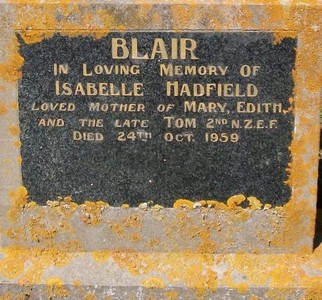 BLAIR
IN LOVING MEMORY OF
ISABELLE HADFIELD
LOVED MOTHER OF MARY, EDITH,
AND THE LATE TOM 2ND N.Z.E.F.
DIED 24TH OCT. 1959